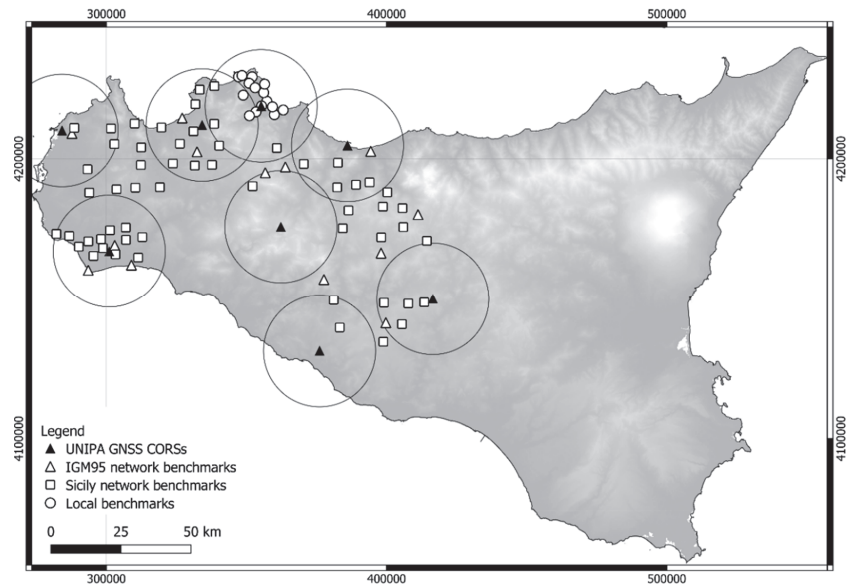 300000 400000 500000
4200000 4200000
4100000 4100000
Legend
UNIPA GNSS CORSs
IGM95 network benchmarks
Sicily network benchmarks
Local benchmarks
0 25 50 km
300000 400000 500000